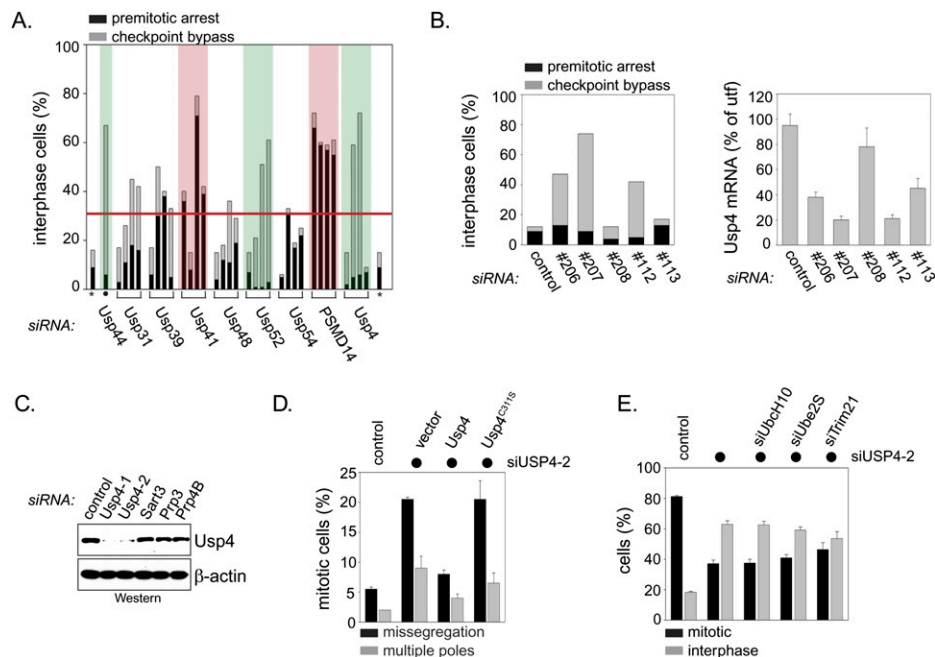 A.
premitotic arrest
checkpoint bypass
interphase cells (%)
100
80
60
40
20
0
* • *
siRNA:
Usp44
Usp31
Usp39
Usp41
Usp48
Usp52
Usp54
PSMD14
Usp4
B.
premitotic arrest
checkpoint bypass
interphase cells (%)
100
80
60
40
20
0
siRNA:
control
#206
#207
#208
#112
#113
Usp4 mRNA (% of utf)
120
100
80
60
40
20
0
control
#206
#207
#208
#112
#113
C.
siRNA:
control
Usp4-1
Usp4-2
Sart3
Prp3
Prp4B
Usp4
β-actin
Western
D.
control
vector
Usp4
Usp4C311S
siUSP4-2
mitotic cells (%)
25
20
15
10
5
0
missegregation
multiple poles
E.
control
siUbcH10
siUbe2S
siTrim21
siUSP4-2
cells (%)
100
80
60
40
20
0
mitotic
interphase